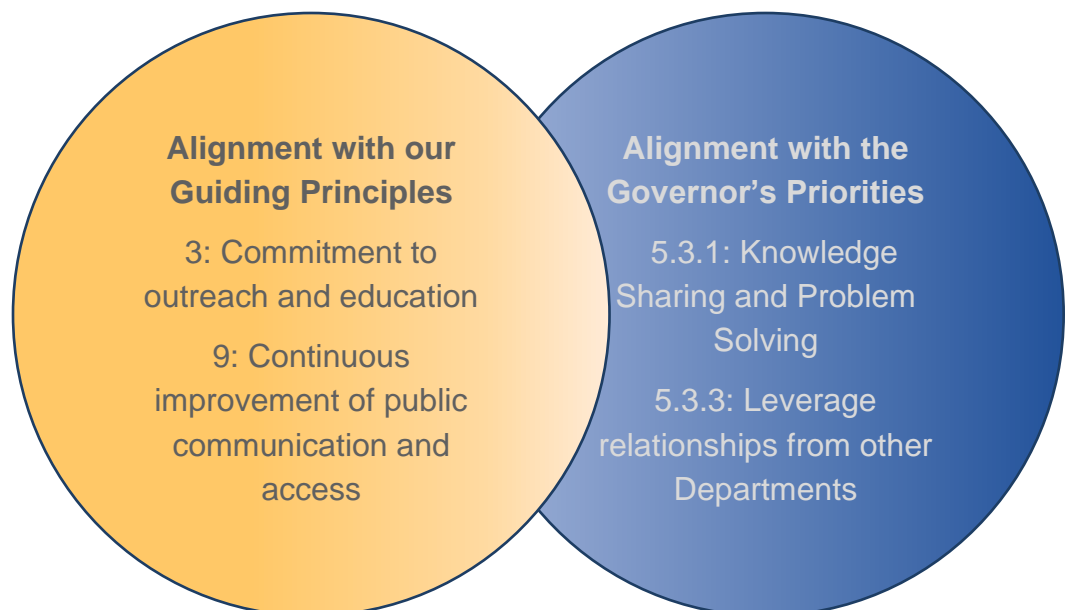 Alignment with our
Guiding Principles
3: Commitment to
outreach and education
9: Continuous
improvement of public
communication and
access
Alignment with the
Governor’s Priorities
5.3.1: Knowledge
Sharing and Problem
Solving
5.3.3: Leverage
relationships from other
Departments